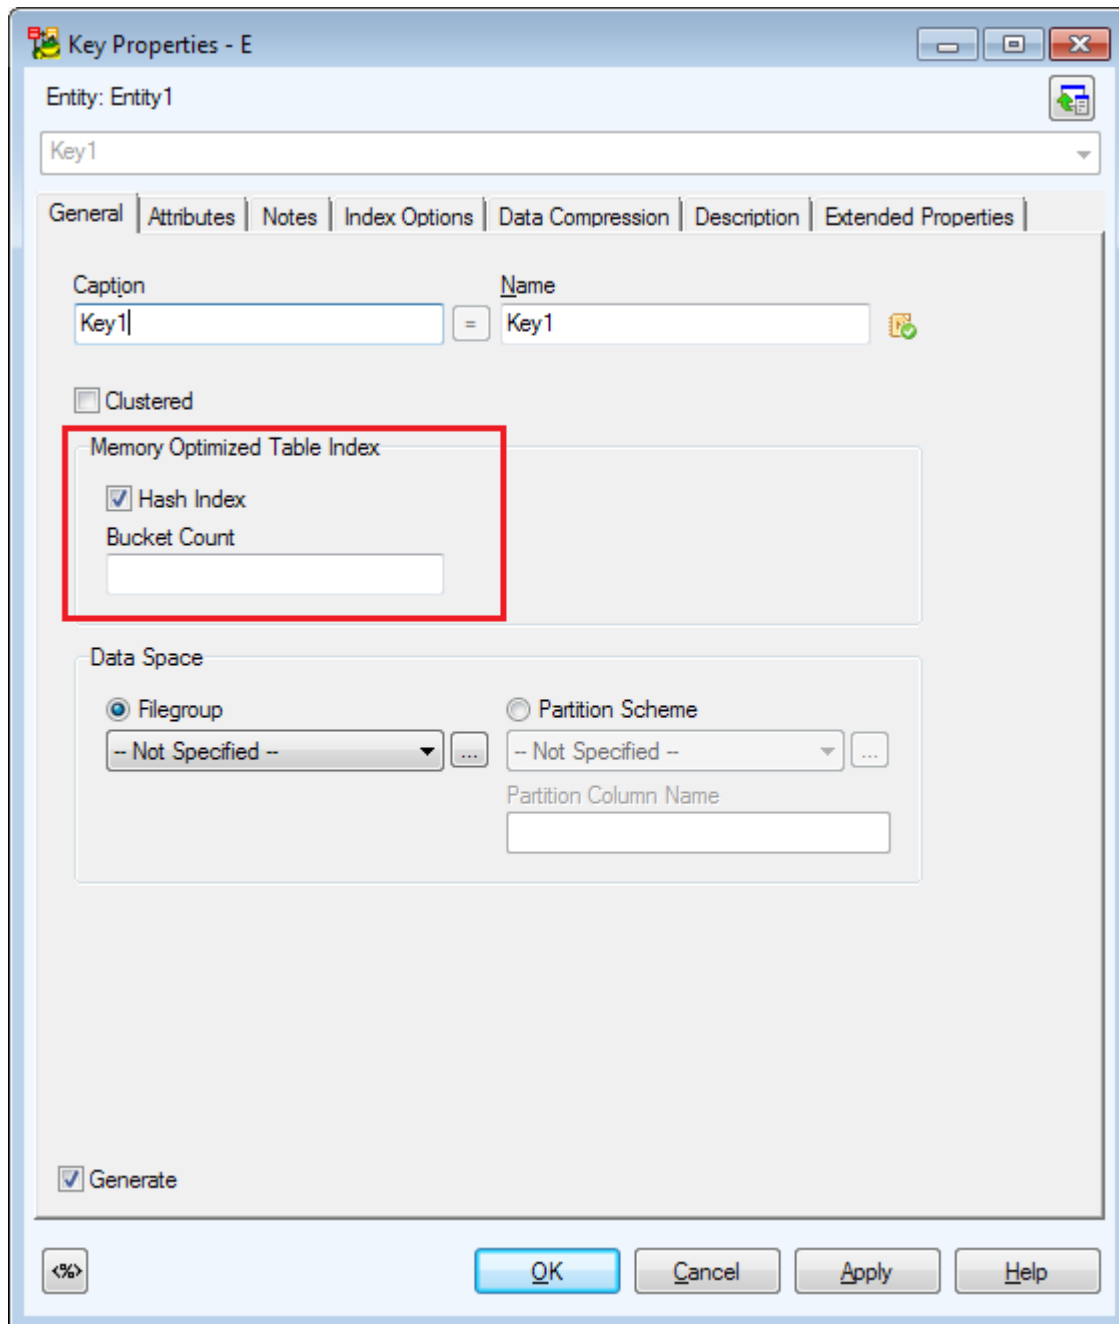 Key Properties - E
Entity: Entity1
Key1
General Attributes Notes Index Options Data Compression Description Extended Properties
Caption Name
Key1 = Key1
Clustered
Memory Optimized Table Index
Hash Index
Bucket Count
Data Space
Filegroup Partition Scheme
-- Not Specified -- ... -- Not Specified -- ...
Partition Column Name
Generate
<%> OK Cancel Apply Help